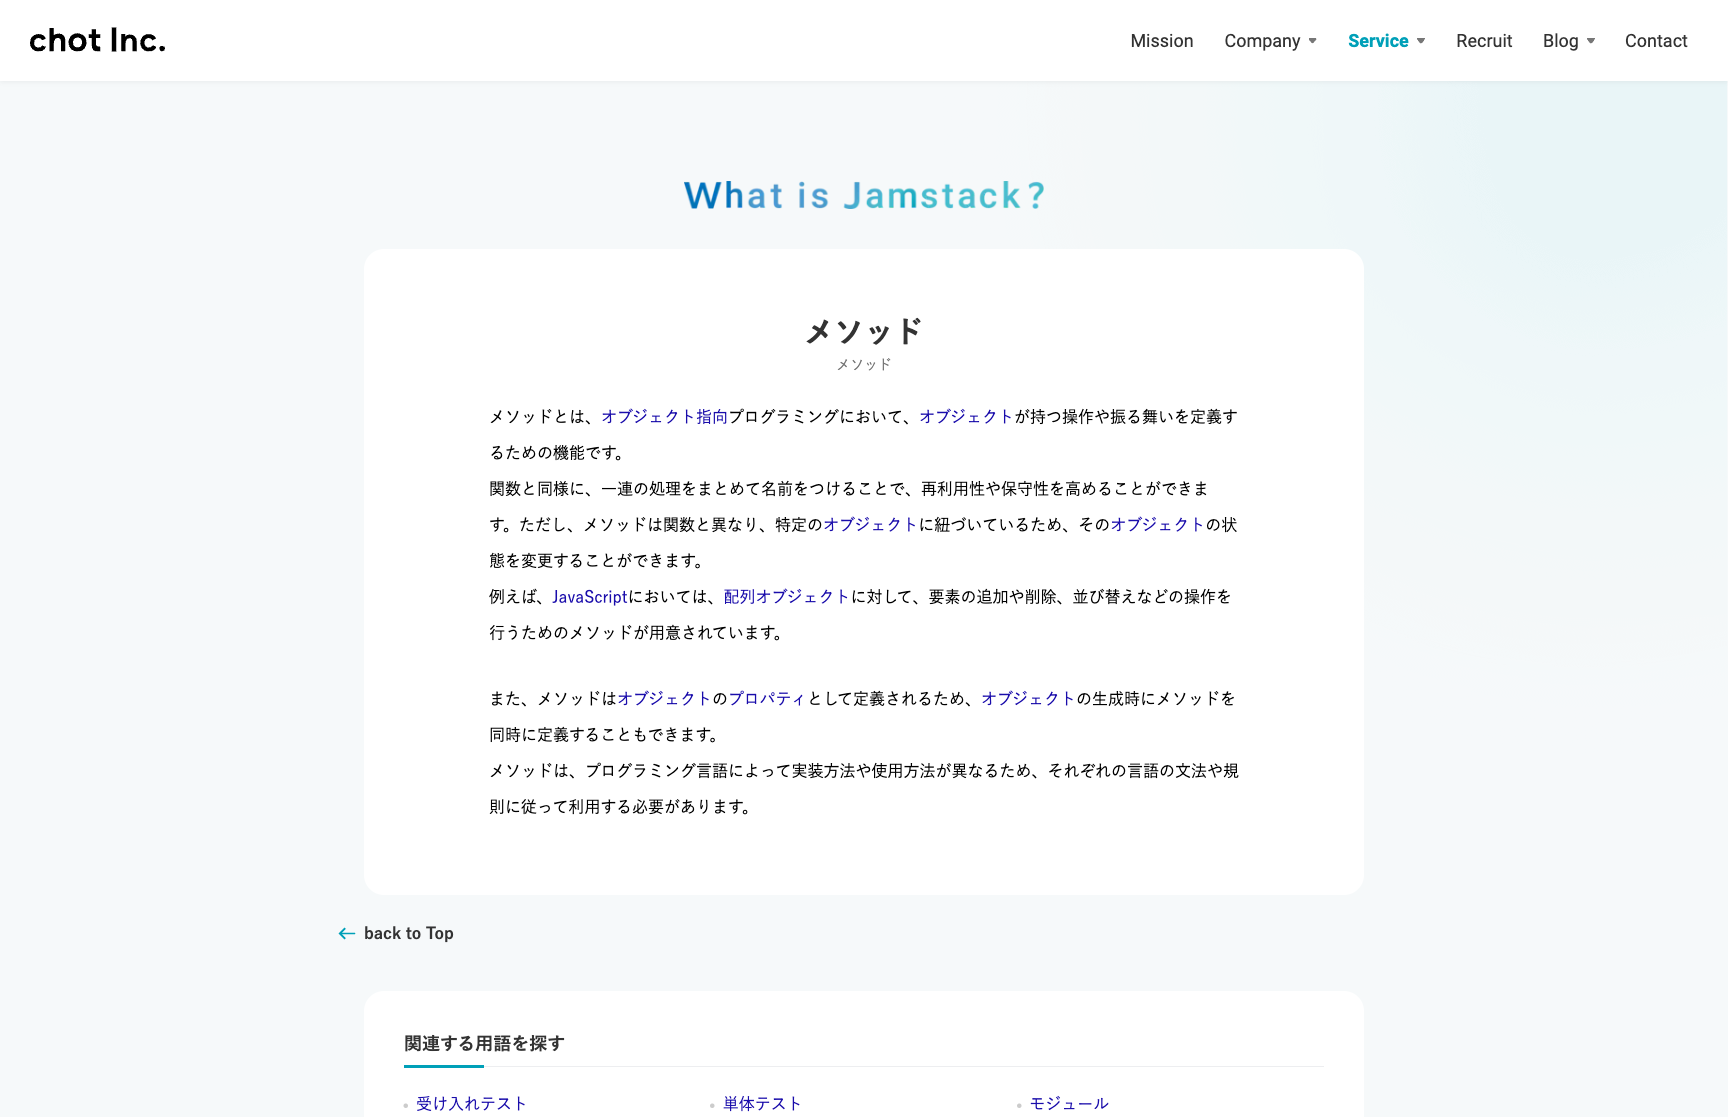 chot Inc.
Mission Company Service Recruit Blog Contact
What is Jamstack?
メソッド
メソッド
メソッドとは、オブジェクト指向プログラミングにおいて、オブジェクトが持つ操作や振る舞いを定義す
るための機能です。
関数と同様に、一連の処理をまとめて名前をつけることで、再利用性や保守性を高めることができま
す。ただし、メソッドは関数と異なり、特定のオブジェクトに紐づいているため、そのオブジェクトの状
態を変更することができます。
例えば、JavaScriptにおいては、配列オブジェクトに対して、要素の追加や削除、並び替えなどの操作を
行うためのメソッドが用意されています。
また、メソッドはオブジェクトのプロパティとして定義されるため、オブジェクトの生成時にメソッドを
同時に定義することもできます。
メソッドは、プログラミング言語によって実装方法や使用方法が異なるため、それぞれの言語の文法や規
則に従って利用する必要があります。
back to Top
関連する用語を探す
受け入れテスト 単体テスト モジュール